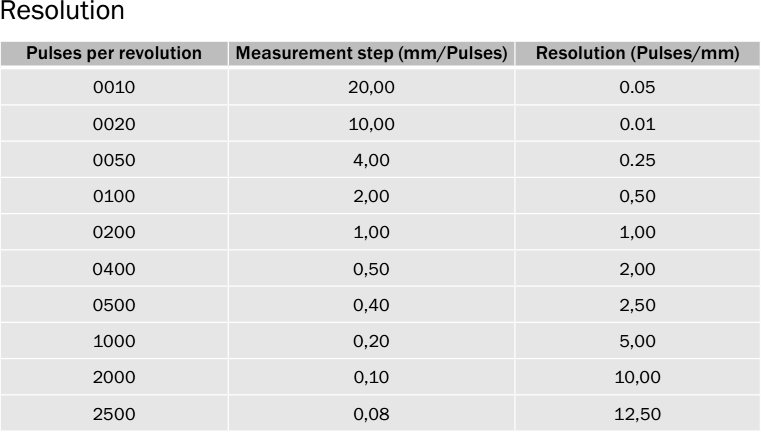 Resolution
Pulses per revolution Measurement step (mm/Pulses) Resolution (Pulses/mm)
0010 20,00 0.05
0020 10,00 0.01
0050 4,00 0.25
0100 2,00 0,50
0200 1,00 1,00
0400 0,50 2,00
0500 0,40 2,50
1000 0,20 5,00
2000 0,10 10,00
2500 0,08 12,50